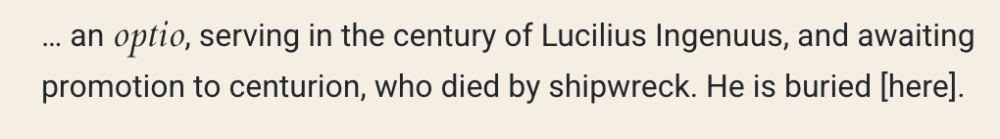 … an optio, serving in the century of Lucilius Ingenuus, and awaiting
promotion to centurion, who died by shipwreck. He is buried [here].